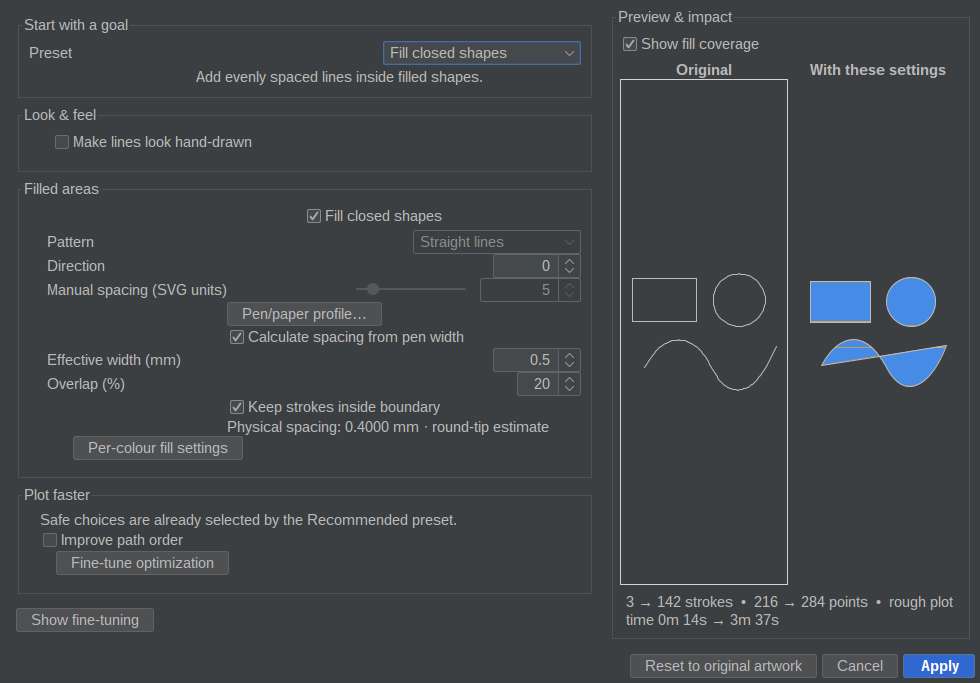 Start with a goal
Preset
Fill closed shapes
Add evenly spaced lines inside filled shapes.
Look & feel
Make lines look hand-drawn
Filled areas
Fill closed shapes
Pattern
Straight lines
Direction
0
Manual spacing (SVG units)
5
Pen/paper profile…
Calculate spacing from pen width
Effective width (mm)
0.5
Overlap (%)
20
Keep strokes inside boundary
Physical spacing: 0.4000 mm · round-tip estimate
Per-colour fill settings
Plot faster
Safe choices are already selected by the Recommended preset.
Improve path order
Fine-tune optimization
Show fine-tuning
Preview & impact
Show fill coverage
Original
With these settings
3 → 142 strokes • 216 → 284 points • rough plot
time 0m 14s → 3m 37s
Reset to original artwork
Cancel
Apply